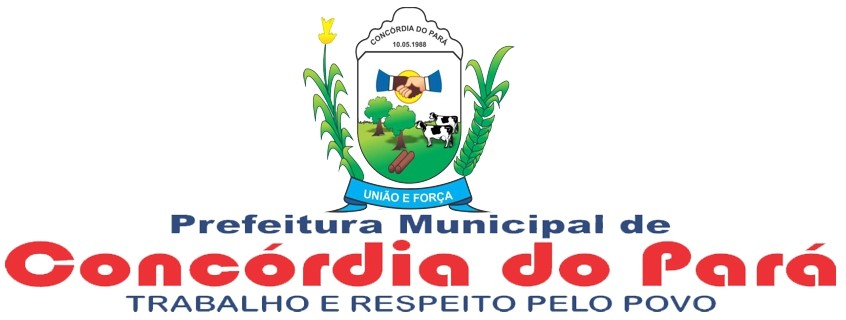 CONCÓRDIA DO PARÁ
10.05.1988
UNIÃO E FORÇA
Prefeitura Municipal de
Concórdia do Pará
TRABALHO E RESPEITO PELO POVO